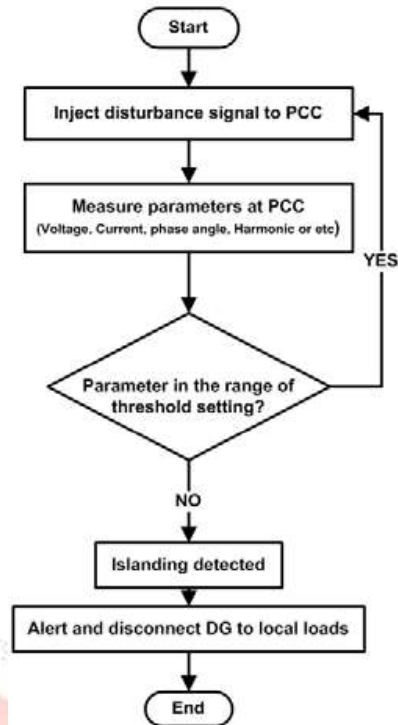 Start
Inject disturbance signal to PCC
Measure parameters at PCC
(Voltage, Current, phase angle, Harmonic or etc)
YES
Parameter in the range of
threshold setting?
NO
Islanding detected
Alert and disconnect DG to local loads
End